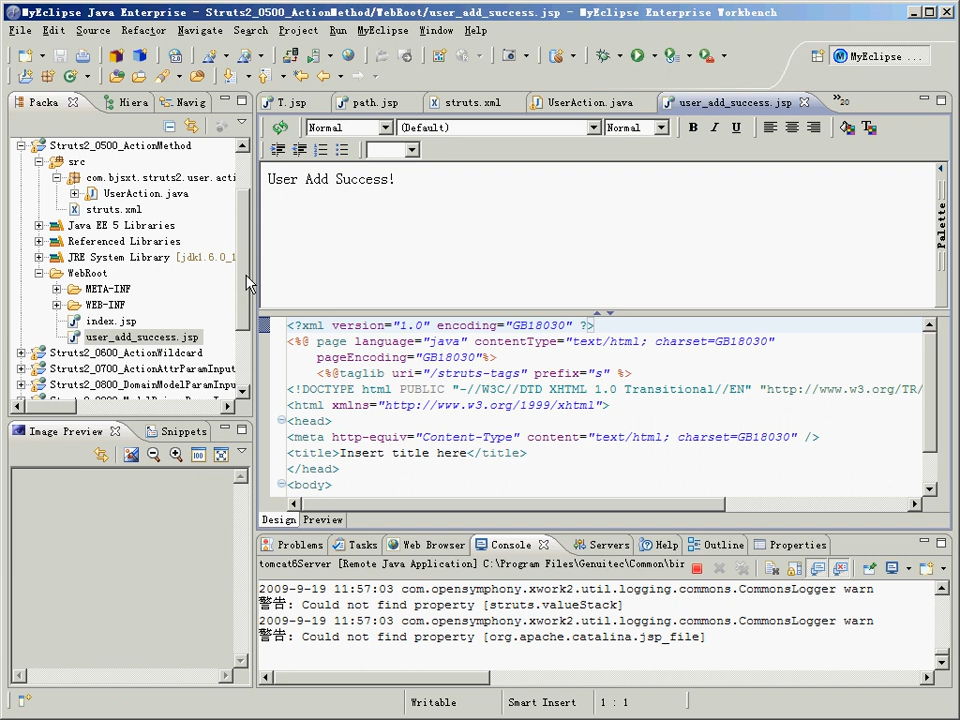 MyEclipse Java Enterprise - Struts2_0500_ActionMethod/WebRoot/user_add_success.jsp - MyEclipse Enterprise Workbench
File Edit Source Refactor Navigate Search Project Run MyEclipse Window Help
MyEclipse ...
Packa Hiera Navig
T.jsp path.jsp struts.xml UserAction.java user_add_success.jsp »20
Normal (Default) Normal B I U
Struts2_0500_ActionMethod
src
com.bjsxt.struts2.user.acti
UserAction.java
struts.xml
Java EE 5 Libraries
Referenced Libraries
JRE System Library [jdk1.6.0_1
WebRoot
META-INF
WEB-INF
index.jsp
user_add_success.jsp
Struts2_0600_ActionWildcard
Struts2_0700_ActionAttrParamInput
Struts2_0800_DomainModelParamInpu
User Add Success!
Palette
<?xml version="1.0" encoding="GB18030" ?>
<%@ page language="java" contentType="text/html; charset=GB18030"
pageEncoding="GB18030"%>
<%@taglib uri="/struts-tags" prefix="s" %>
<!DOCTYPE html PUBLIC "-//W3C//DTD XHTML 1.0 Transitional//EN" "http://www.w3.org/TR/
<html xmlns="http://www.w3.org/1999/xhtml">
<head>
<meta http-equiv="Content-Type" content="text/html; charset=GB18030" />
<title>Insert title here</title>
</head>
<body>
Design Preview
Image Preview Snippets
100
Problems Tasks Web Browser Console Servers Help Outline Properties
tomcat6Server [Remote Java Application] C:\Program Files\Genuitec\Common\bin
2009-9-19 11:57:03 com.opensymphony.xwork2.util.logging.commons.CommonsLogger warn
警告: Could not find property [struts.valueStack]
2009-9-19 11:57:03 com.opensymphony.xwork2.util.logging.commons.CommonsLogger warn
警告: Could not find property [org.apache.catalina.jsp_file]
Writable Smart Insert 1 : 1